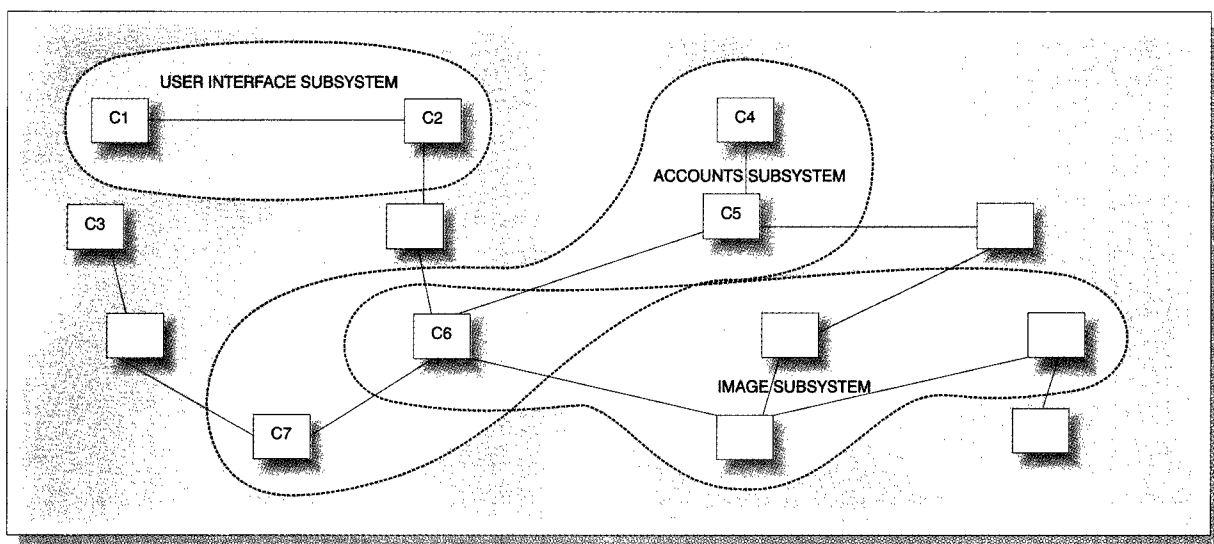 USER INTERFACE SUBSYSTEM
C1
C2
C4
ACCOUNTS SUBSYSTEM
C3
C5
C6
IMAGE SUBSYSTEM
C7